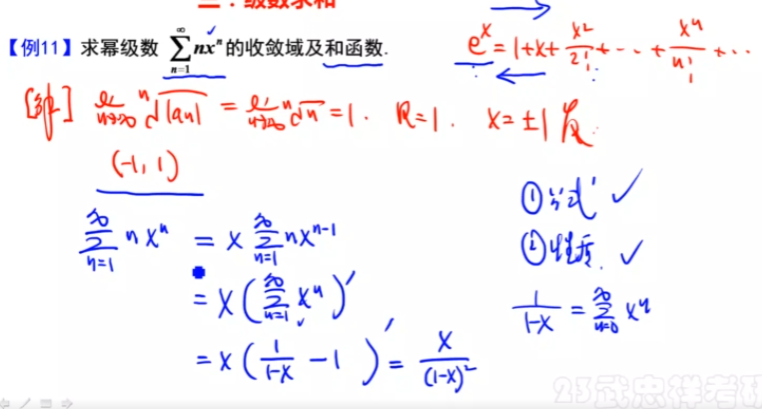 三. 级数求和
【例11】求幂级数 $\sum_{n=1}^{\infty} nx^n$ 的收敛域及和函数.
$e^x = 1+x+\frac{x^2}{2!}+\cdots+\frac{x^n}{n!}+\cdots$
[解] $\lim_{n\to\infty} \sqrt[n]{|a_n|} = \lim_{n\to\infty} \sqrt[n]{n} = 1.$ R=1. x=±1
(-1, 1)
① 公式 ✓
$\sum_{n=1}^{\infty} nx^n = x\sum_{n=1}^{\infty} nx^{n-1}$
② 性质. ✓
$= x\left(\sum_{n=1}^{\infty} x^n\right)'$
$\frac{1}{1-x} = \sum_{n=0}^{\infty} x^n$
$= x\left(\frac{1}{1-x} - 1\right)' = \frac{x}{(1-x)^2}$
23武忠祥考研